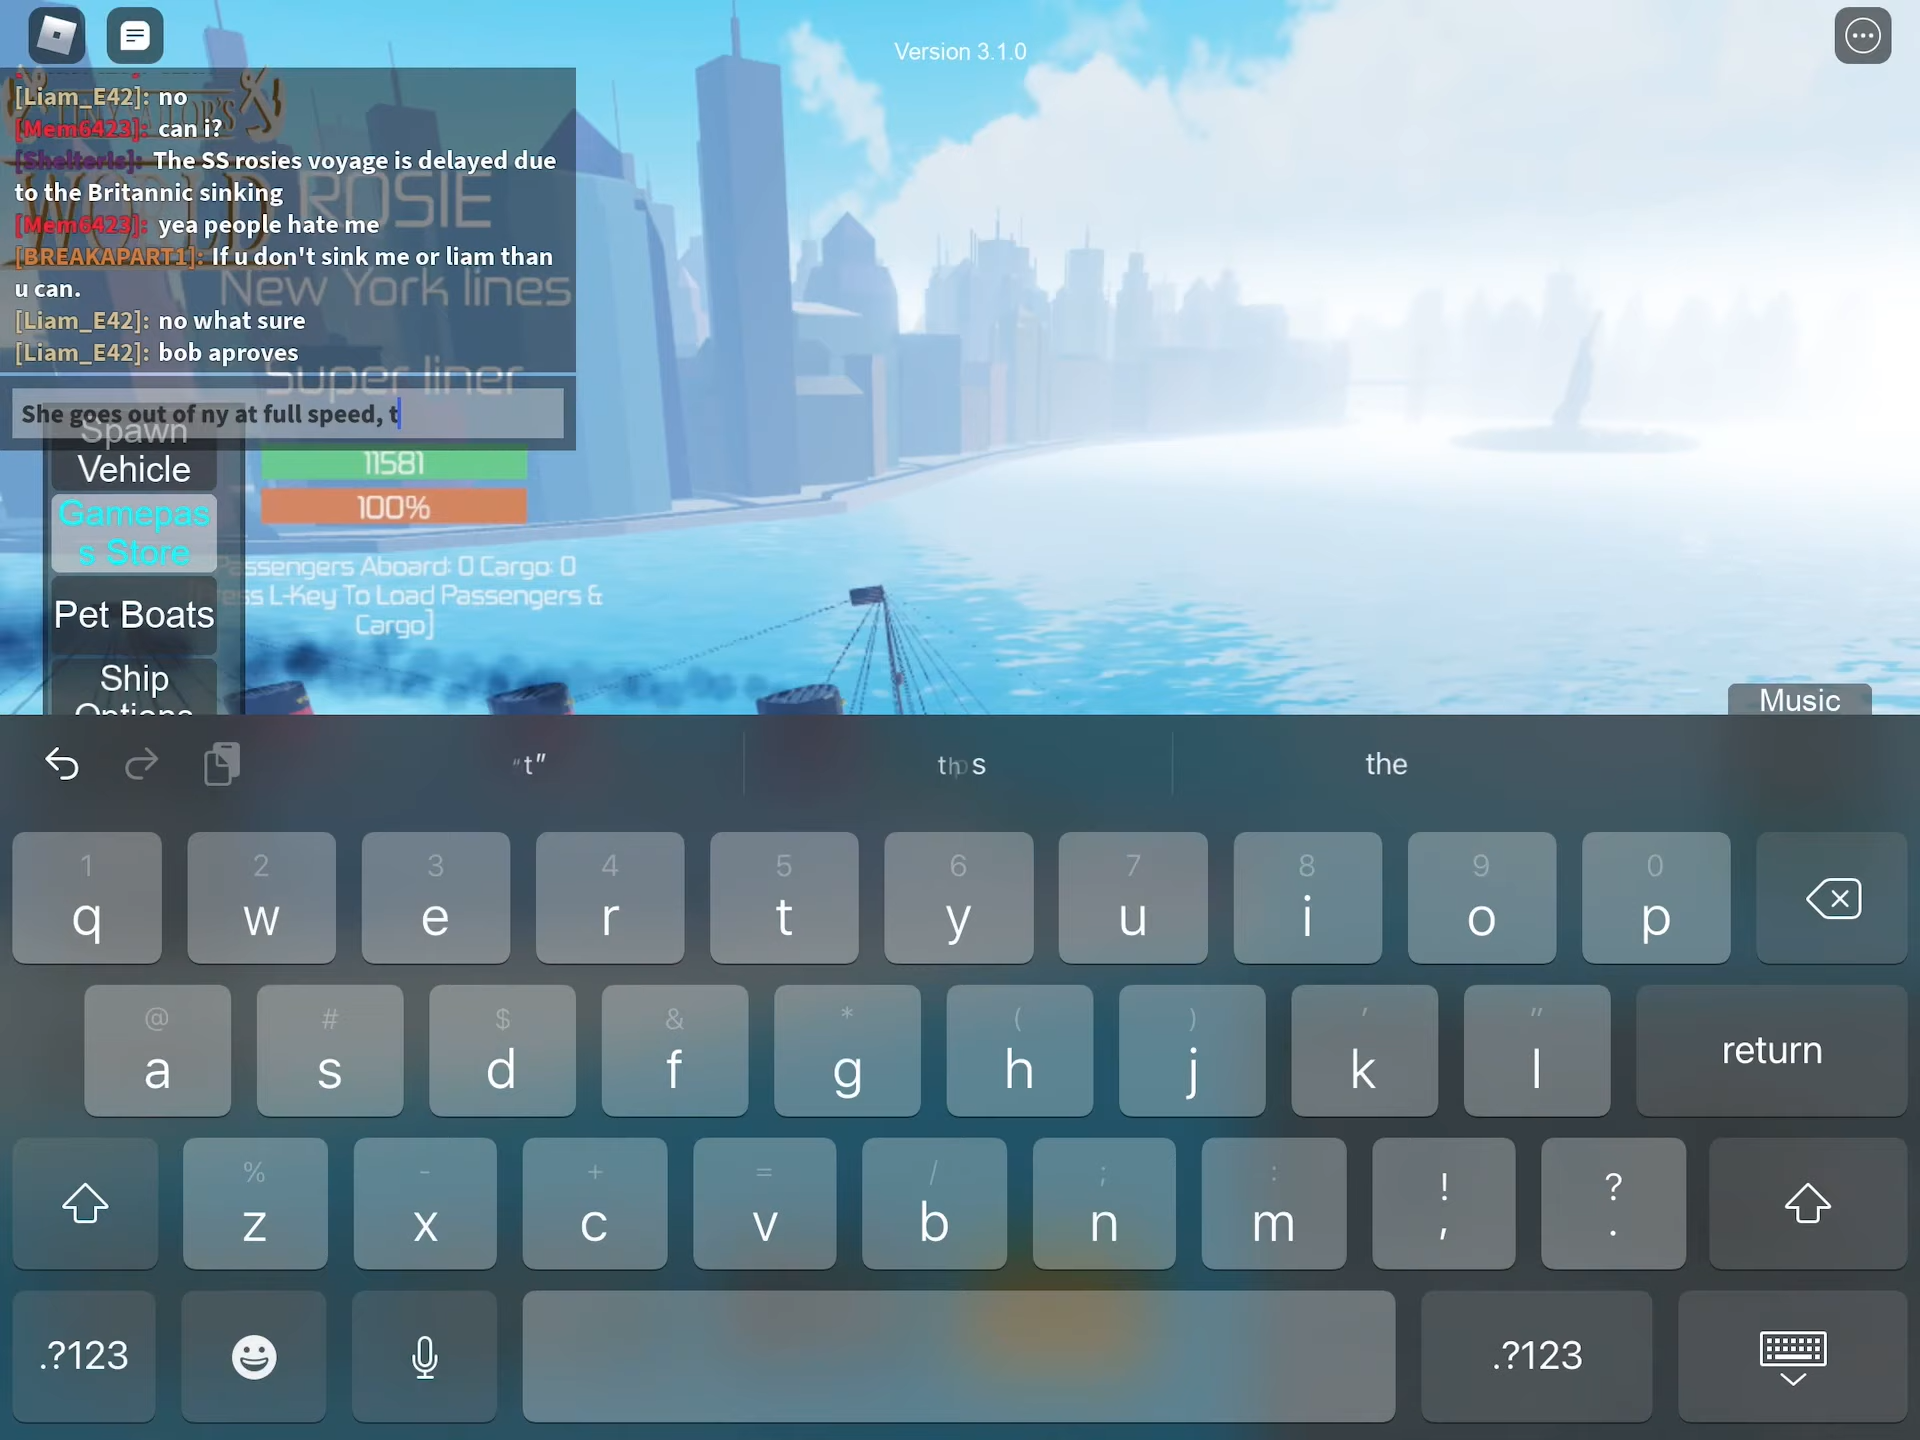 Version 3.1.0
[Liam_E42]: no
[Mem6423]: can i?
[Shelteris]: The SS rosies voyage is delayed due
to the Britannic sinking
[Mem6423]: yea people hate me
[BREAKAPART1]: If u don't sink me or liam than
u can.
[Liam_E42]: no what sure
[Liam_E42]: bob aproves
WORLD ROSIE
New York lines
Super liner
She goes out of ny at full speed, t
Spawn
Vehicle
11581
100%
Gamepas
s Store
Passengers Aboard: 0 Cargo: 0
L-Key To Load Passengers &
Cargo]
Pet Boats
Ship
Options
Music
"t" the
1 2 3 4 5 6 7 8 9 0
q w e r t y u i o p
@ # $ & * ( ) ' "
a s d f g h j k l return
% - + = / ; : ! ?
z x c v b n m , .
.?123 .?123